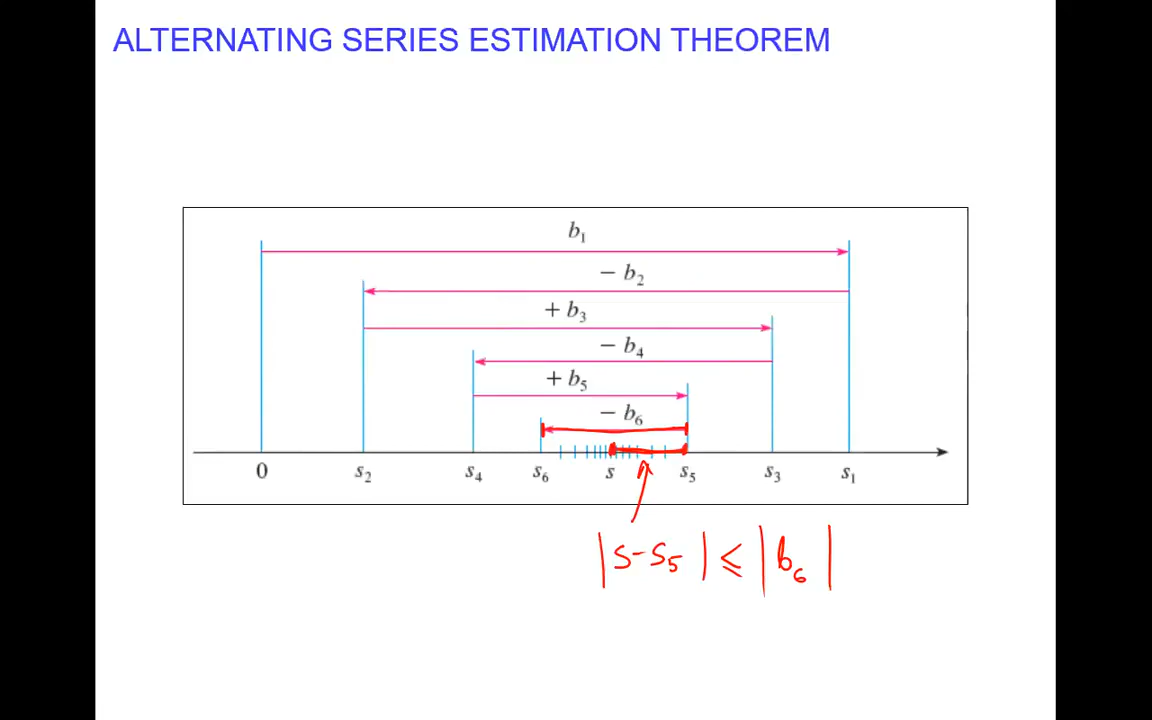 ALTERNATING SERIES ESTIMATION THEOREM
b₁
− b₂
+ b₃
− b₄
+ b₅
− b₆
0 s₂ s₄ s₆ s s₅ s₃ s₁
|s-s₅| ⩽ |b₆|